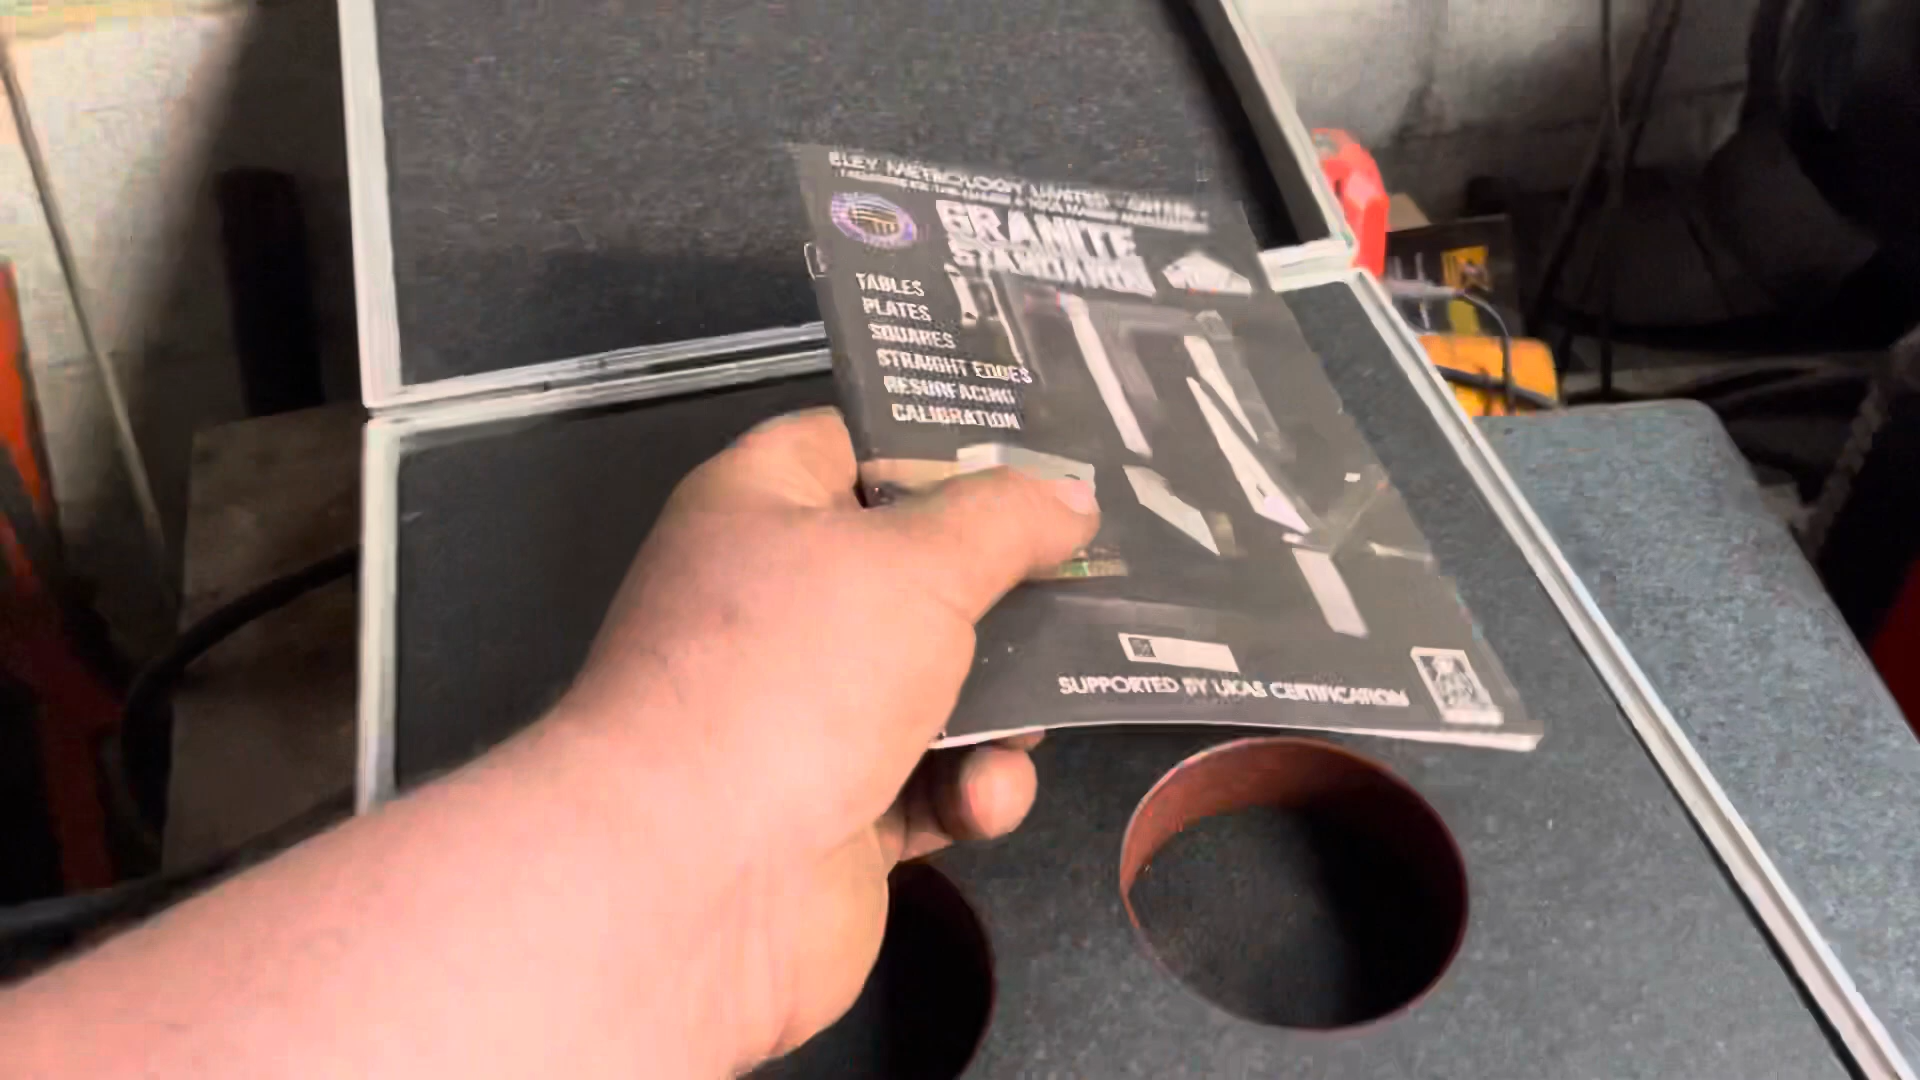 ELEY METROLOGY LIMITED
GRANITE
STANDARDS
TABLES
PLATES
SQUARES
STRAIGHT EDGES
RESURFACING
CALIBRATION
SUPPORTED BY UKAS CERTIFICATION